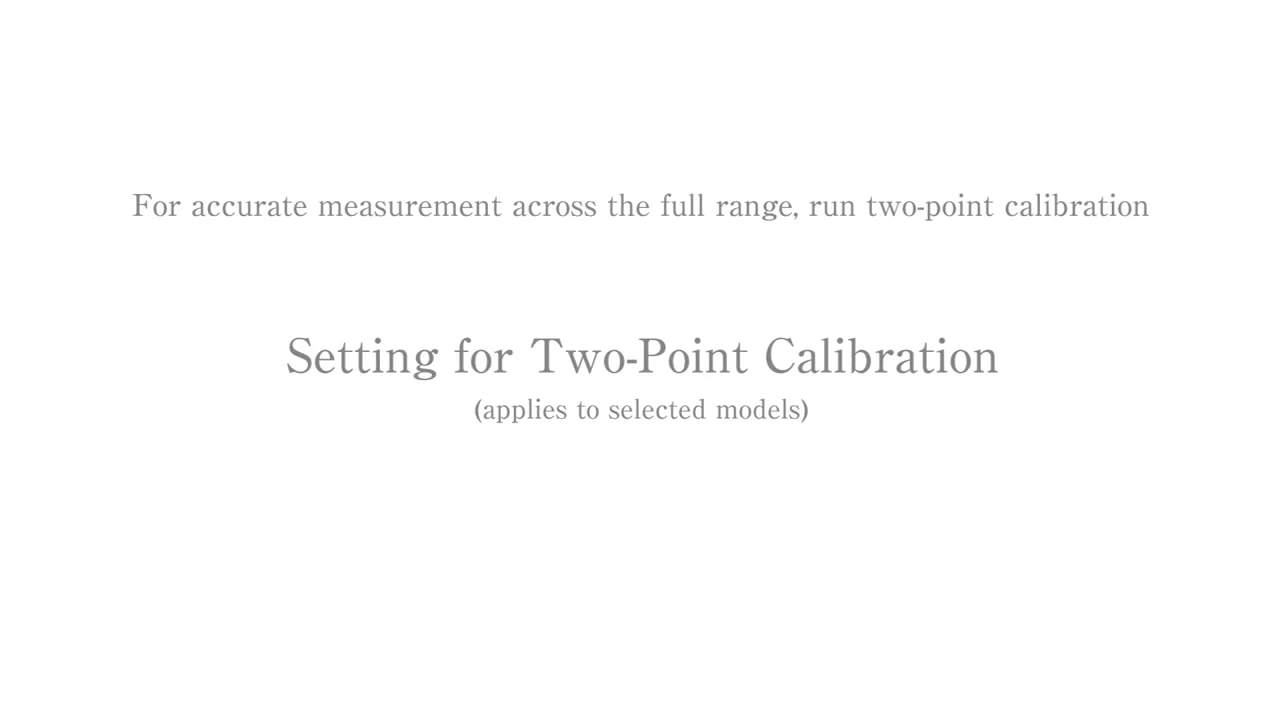 For accurate measurement across the full range, run two-point calibration
Setting for Two-Point Calibration
(applies to selected models)